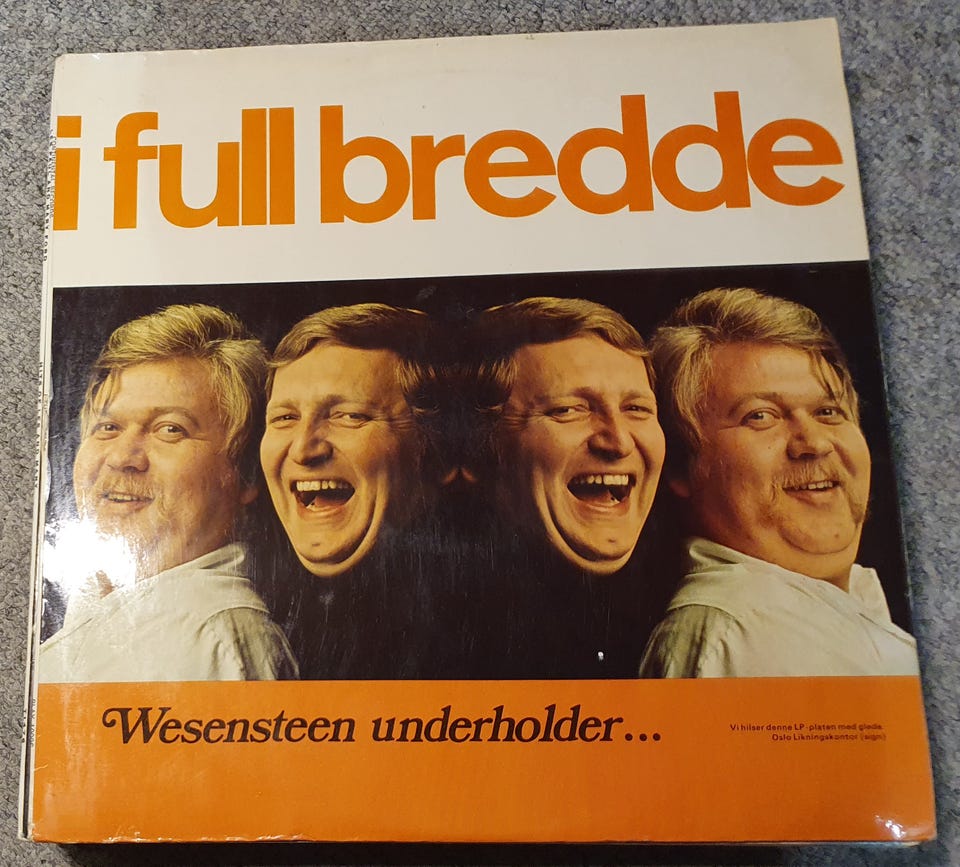 i full bredde
Wesensteen underholder...
Vi hilser denne LP-platen med glede.
Oslo Likningskontor (sign)